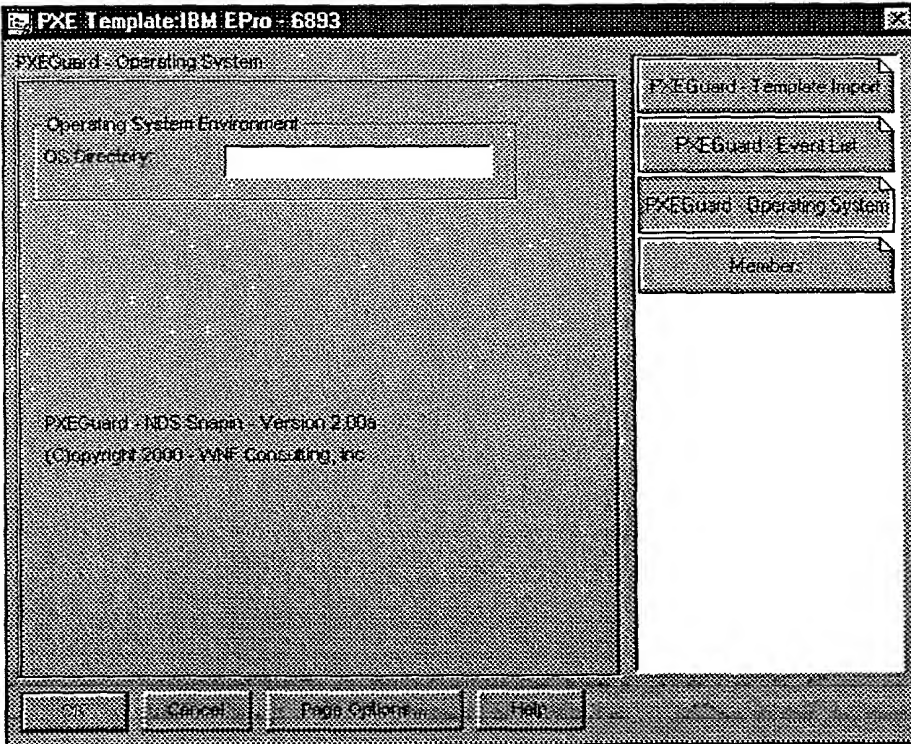 PXE Template:IBM EPro - 6893
PXEGuard - Operating System
Operating System Environment
OS Directory:
PXEGuard - NDS Snapin - Version 2.00a
(C)opyright 2000 - WNF Consulting, Inc
PXEGuard - Template Import
PXEGuard - Event List
PXEGuard - Operating System
Members
Cancel
Page Options...
Help